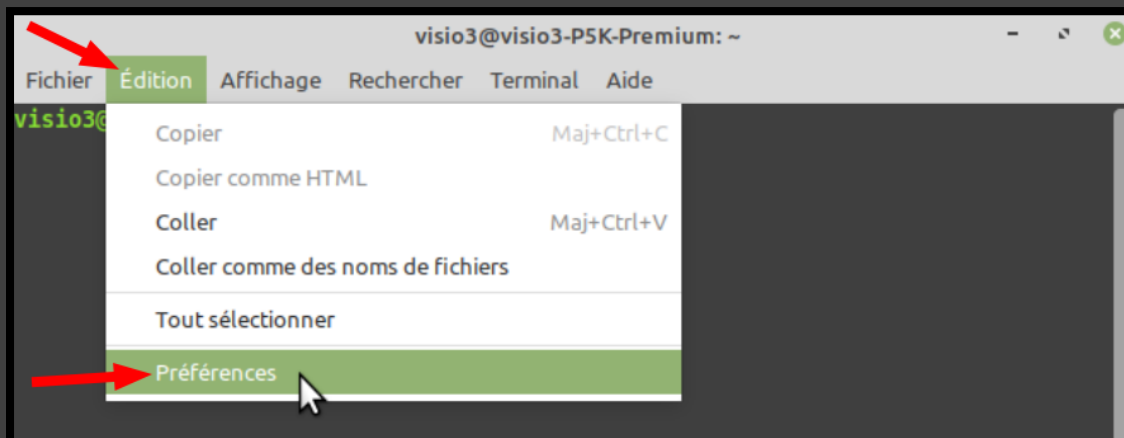 visio3@visio3-P5K-Premium: ~
Fichier Édition Affichage Rechercher Terminal Aide
visio3@
Copier Maj+Ctrl+C
Copier comme HTML
Coller Maj+Ctrl+V
Coller comme des noms de fichiers
Tout sélectionner
Préférences